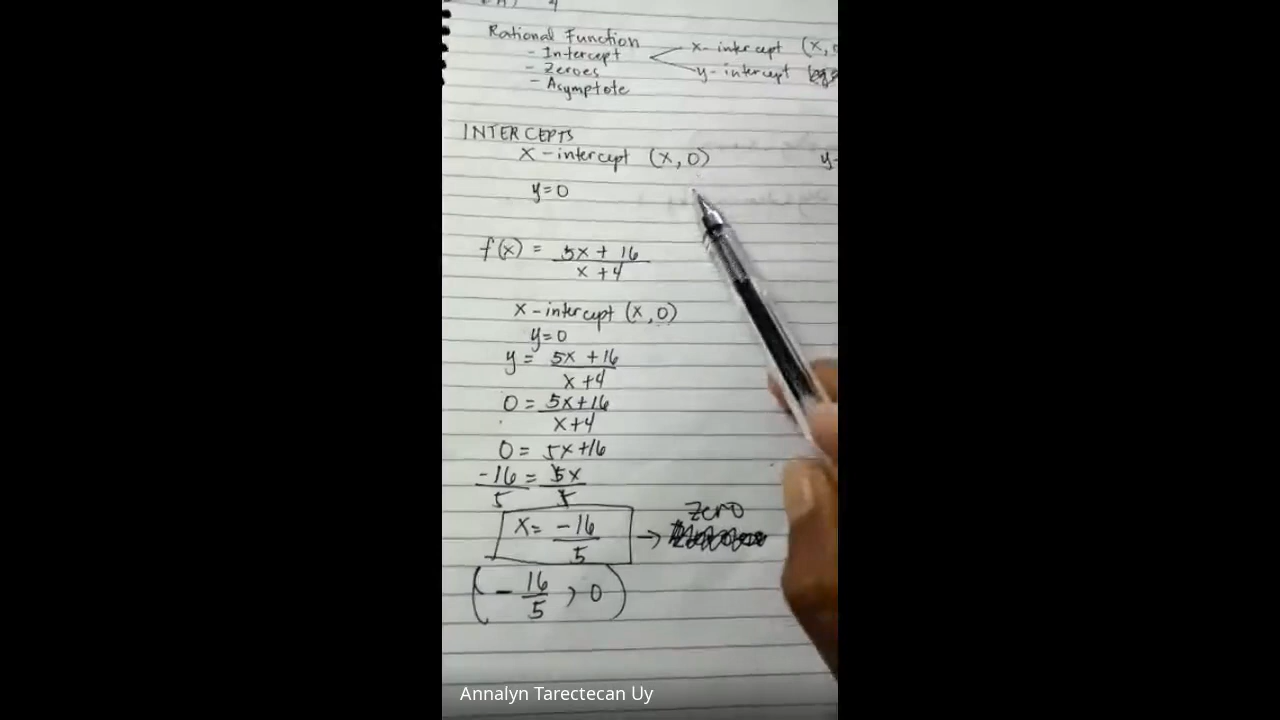 4
Rational Function
- Intercept
- Zeroes
- Asymptote
x-intercept (x,
y-intercept
INTERCEPTS
x-intercept (x, 0)
y-
y=0
f(x) = 5x + 16 / x + 4
x-intercept (x, 0)
y=0
y = 5x + 16 / x + 4
0 = 5x+16 / x+4
0 = 5x+16
-16 / 5 = 5x / 5
x = -16 / 5 → zero
(- 16 / 5 , 0)
Annalyn Tarectecan Uy